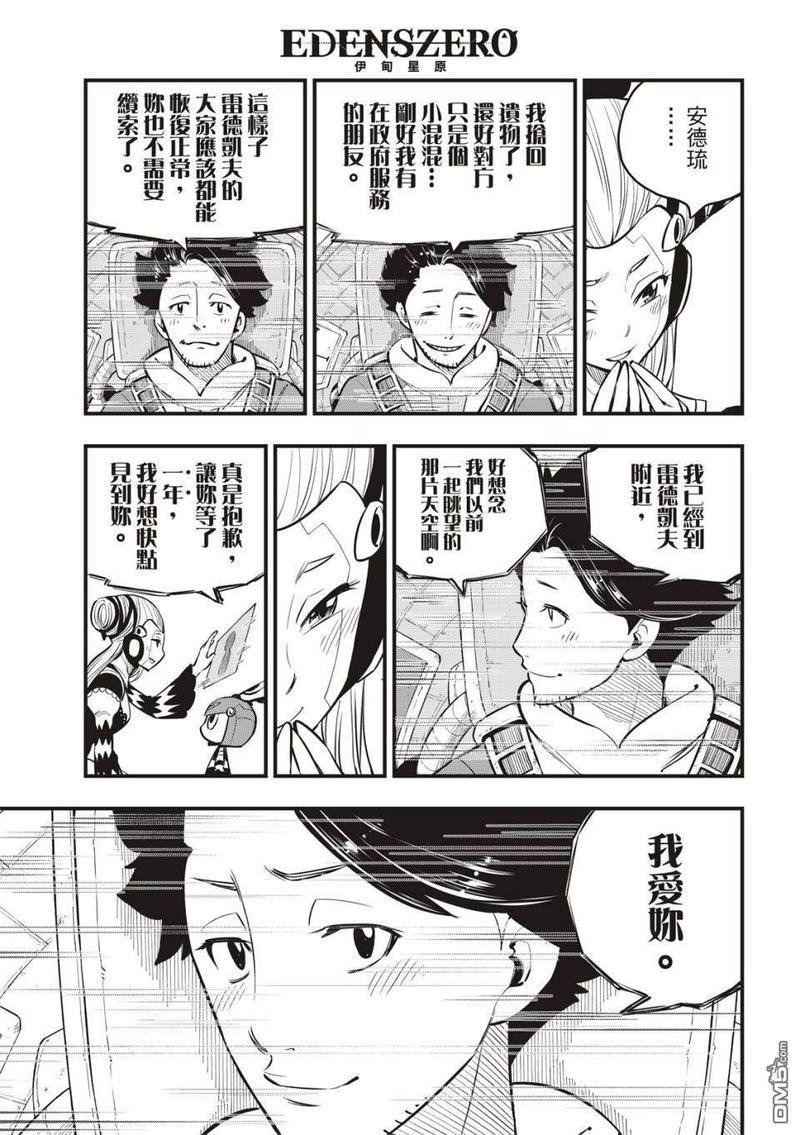 EDENSZERO
伊甸星原
安德琉
……
我搶回
遺物了，
還好對方
只是個
小混混…
剛好我有
在政府服務
的朋友。
這樣子
雷德凱夫的
大家應該都能
恢復正常，
妳也不需要
纘索了。
我已經到
雷德凱夫
附近，
好想念
我們以前
一起眺望的
那片天空啊。
真是抱歉，
讓妳等了
一年，
我好想快點
見到妳。
我愛妳。
DM5.com